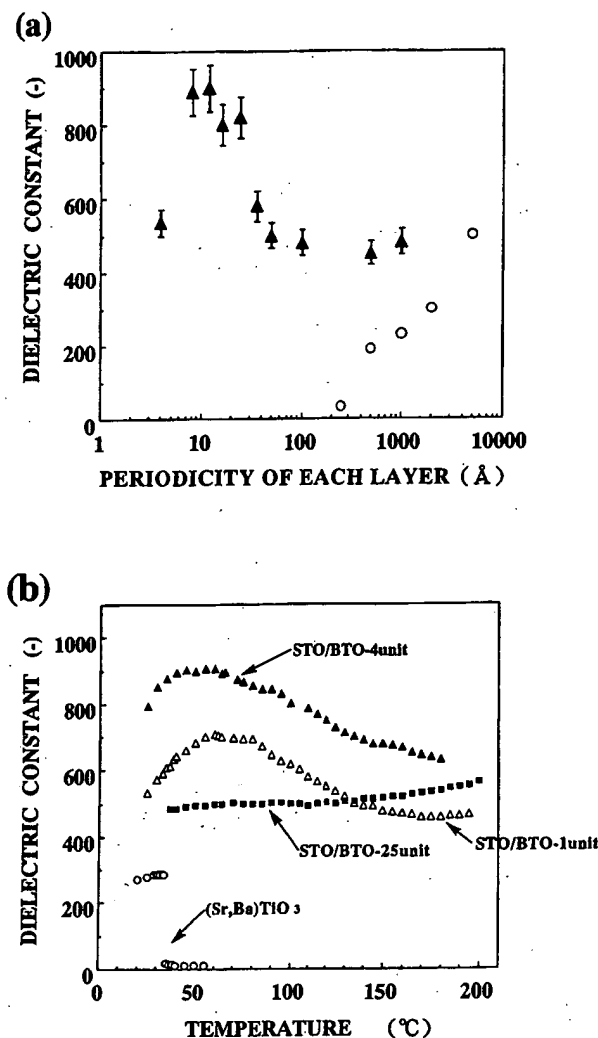 (a)
1000
800
600
400
200
0
1 10 100 1000 10000
DIELECTRIC CONSTANT (-)
PERIODICITY OF EACH LAYER (Å)
(b)
1000
800
600
400
200
0
0 50 100 150 200
DIELECTRIC CONSTANT (-)
STO/BTO-4unit
STO/BTO-1unit
STO/BTO-25unit
(Sr,Ba)TiO 3
TEMPERATURE (℃)